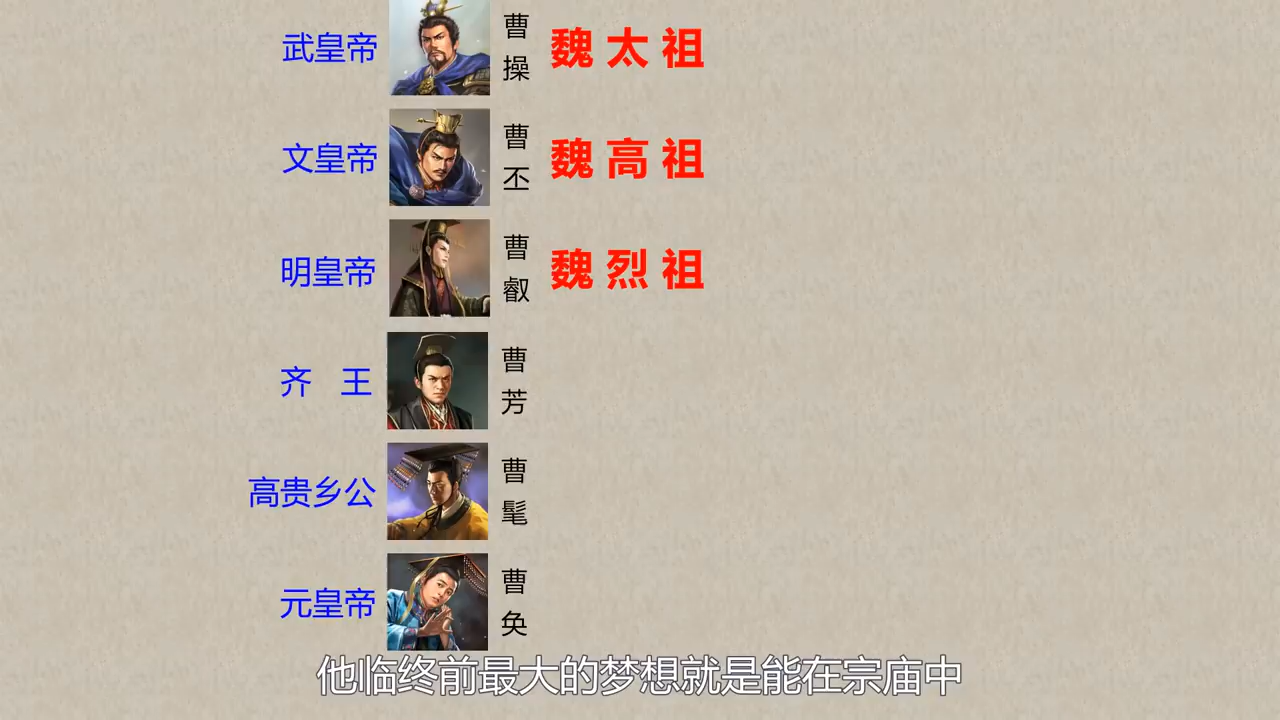 武皇帝 曹操 魏太祖
文皇帝 曹丕 魏高祖
明皇帝 曹叡 魏烈祖
齐王 曹芳
高贵乡公 曹髦
元皇帝 曹奂
他临终前最大的梦想就是能在宗庙中